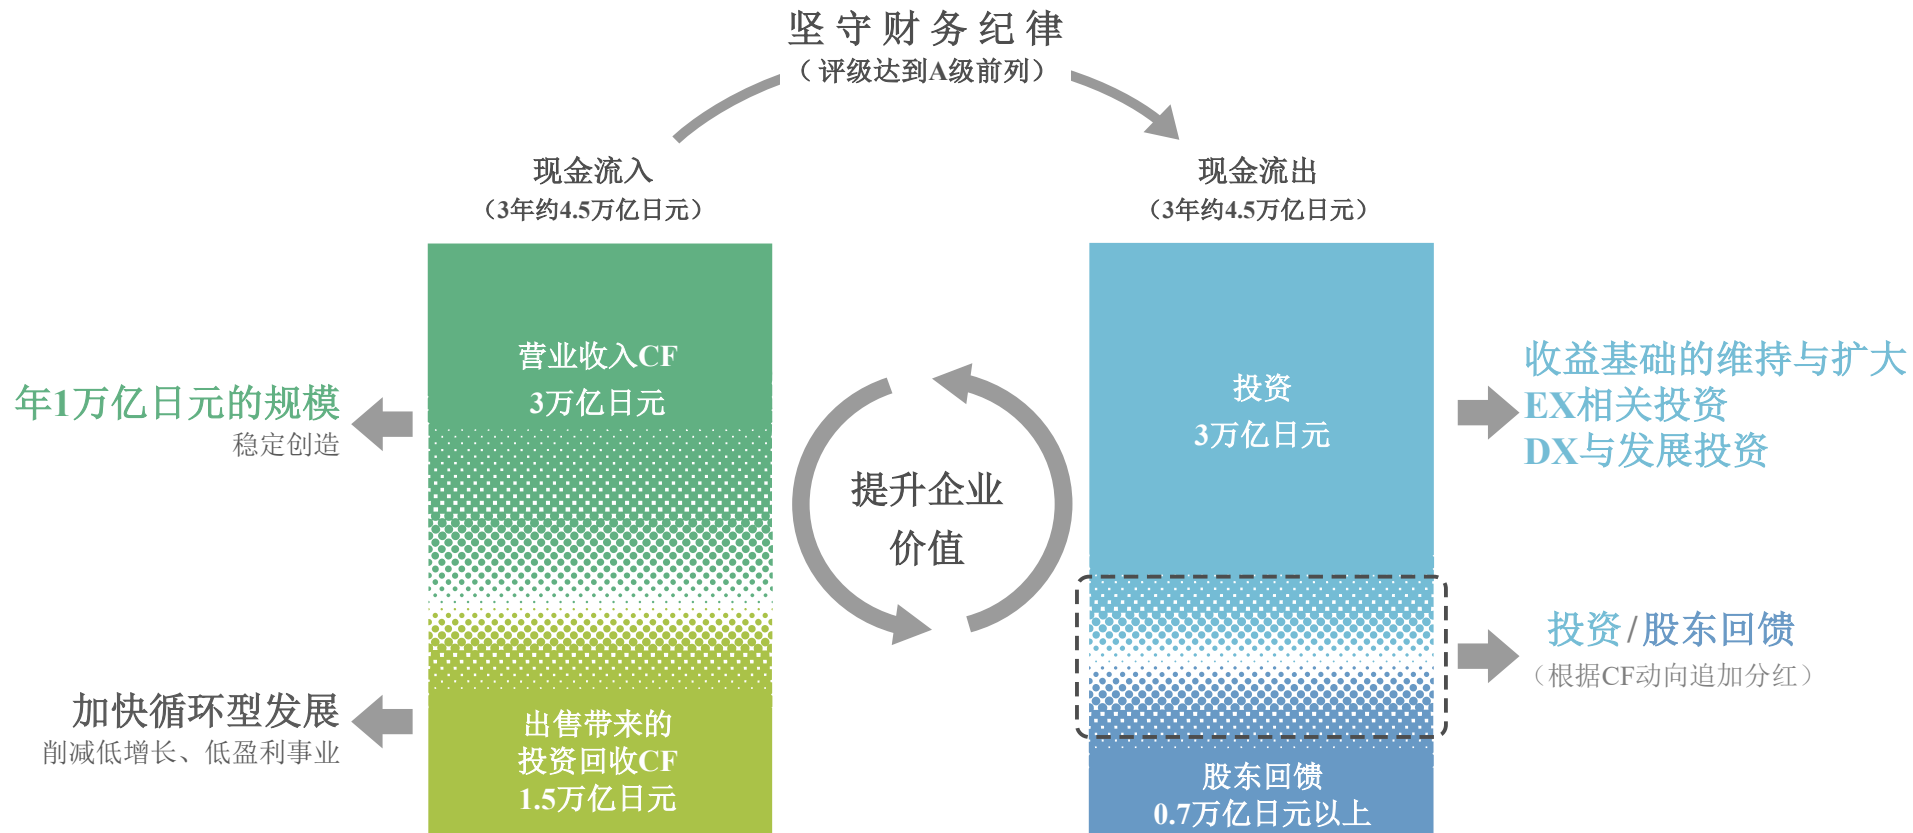 坚守财务纪律
（评级达到A级前列）
现金流入
（3年约4.5万亿日元）
现金流出
（3年约4.5万亿日元）
营业收入CF
3万亿日元
年1万亿日元的规模
稳定创造
出售带来的
投资回收CF
1.5万亿日元
加快循环型发展
削减低增长、低盈利事业
提升企业
价值
投资
3万亿日元
收益基础的维持与扩大
EX相关投资
DX与发展投资
投资/股东回馈
（根据CF动向追加分红）
股东回馈
0.7万亿日元以上